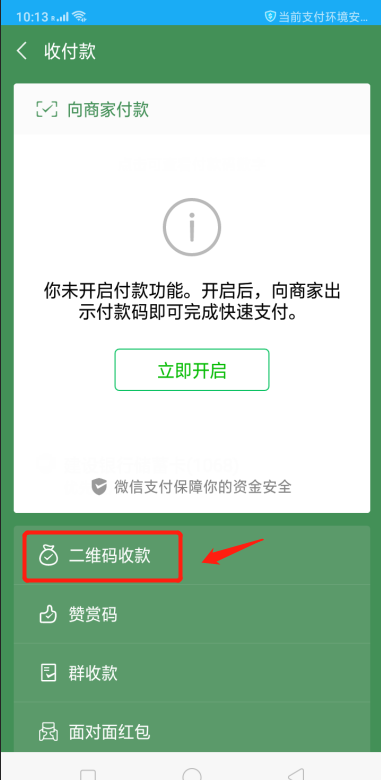 10:13
当前支付环境安...
收付款
向商家付款
你未开启付款功能。开启后，向商家出
示付款码即可完成快速支付。
立即开启
微信支付保障你的资金安全
二维码收款
赞赏码
群收款
面对面红包